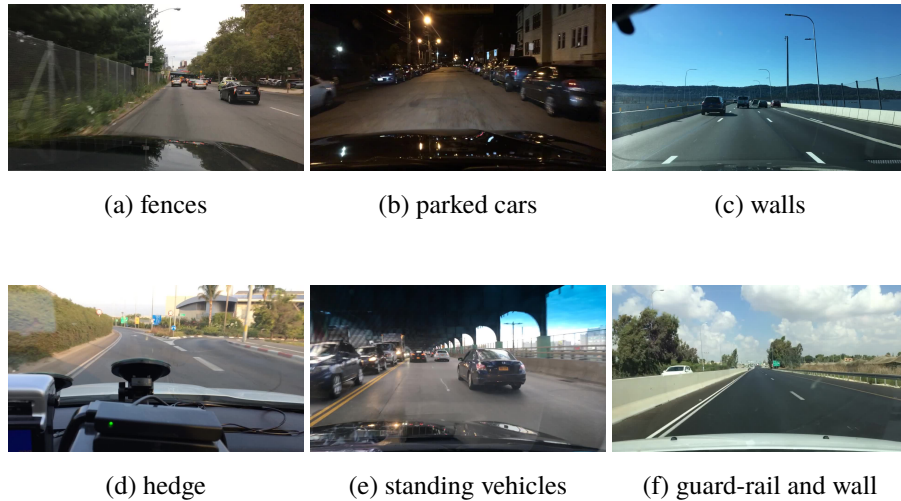 (a) fences
(b) parked cars
(c) walls
(d) hedge
(e) standing vehicles
(f) guard-rail and wall